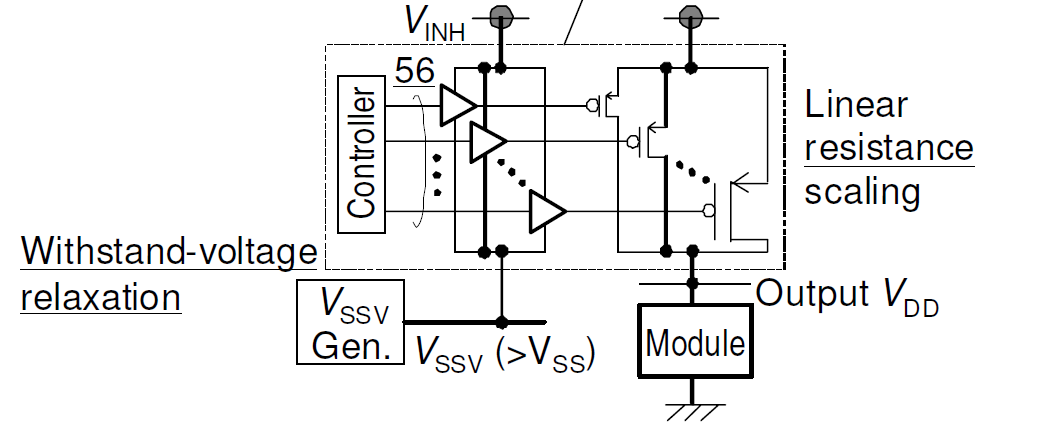 VINH
56
Controller
Linear
resistance
scaling
Withstand-voltage
relaxation
VSSV
Gen.
VSSV (>VSS)
Output VDD
Module